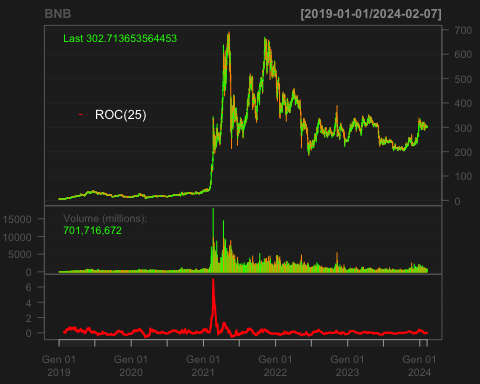 BNB [2019-01-01/2024-02-07]
Last 302.713653564453
700
600
500
ROC(25)
400
300
200
100
0
Volume (millions):
701,716,672
15000
10000
5000
0
6
4
2
0
Gen 01 Gen 01 Gen 01 Gen 01 Gen 01 Gen 01
2019 2020 2021 2022 2023 2024